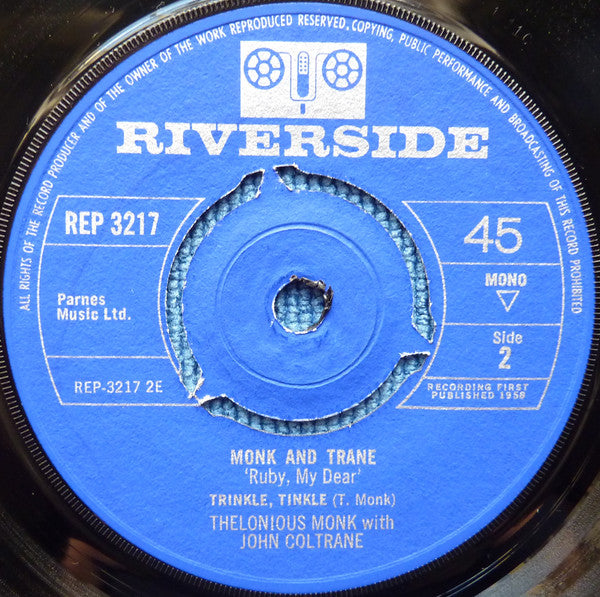 ALL RIGHTS OF THE RECORD PRODUCER AND OF THE OWNER OF THE WORK REPRODUCED RESERVED, COPYING, PUBLIC PERFORMANCE AND BROADCASTING OF THIS RECORD PROHIBITED
RIVERSIDE
REP 3217
Parnes
Music Ltd.
REP-3217 2E
45
MONO
Side
2
RECORDING FIRST
PUBLISHED 1958
MONK AND TRANE
'Ruby, My Dear'
TRINKLE, TINKLE (T. Monk)
THELONIOUS MONK with
JOHN COLTRANE